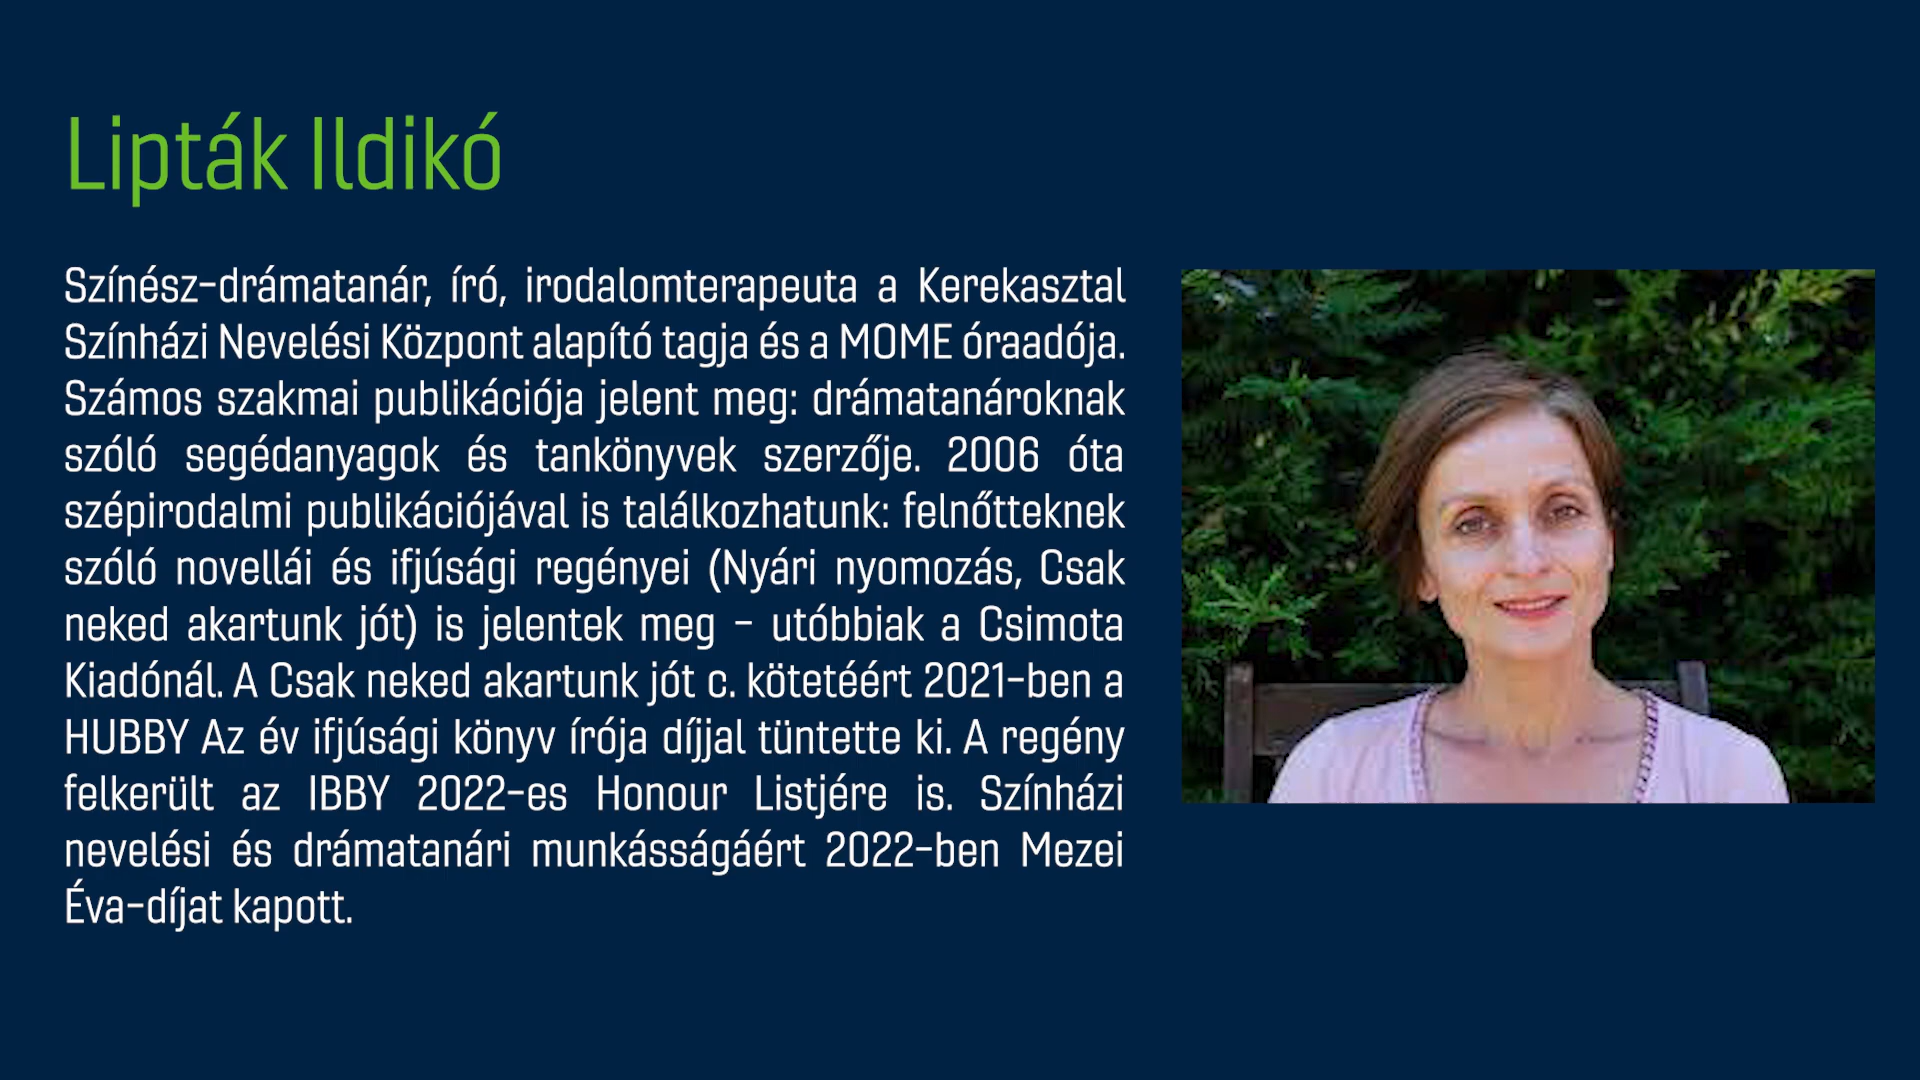 Lipták Ildikó
Színész-drámatanár, író, irodalomterapeuta a Kerekasztal
Színházi Nevelési Központ alapító tagja és a MOME óraadója.
Számos szakmai publikációja jelent meg: drámatanároknak
szóló segédanyagok és tankönyvek szerzője. 2006 óta
szépirodalmi publikációjával is találkozhatunk: felnőtteknek
szóló novellái és ifjúsági regényei (Nyári nyomozás, Csak
neked akartunk jót) is jelentek meg - utóbbiak a Csimota
Kiadónál. A Csak neked akartunk jót c. kötetéért 2021-ben a
HUBBY Az év ifjúsági könyv írója díjjal tüntette ki. A regény
felkerült az IBBY 2022-es Honour Listjére is. Színházi
nevelési és drámatanári munkásságáért 2022-ben Mezei
Éva-díjat kapott.